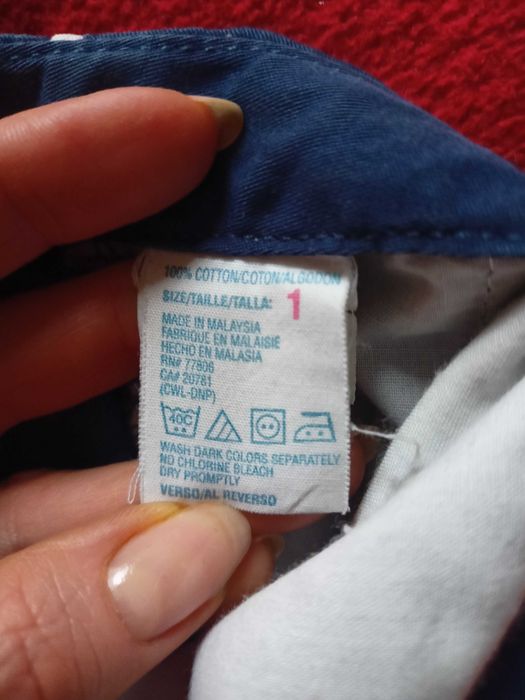 100% COTTON/COTON/ALGODON
SIZE/TAILLE/TALLA: 1
MADE IN MALAYSIA
FABRIQUE EN MALAISIE
HECHO EN MALASIA
RN# 77806
CA# 20781
(CWL-DNP)
40C
WASH DARK COLORS SEPARATELY
NO CHLORINE BLEACH
DRY PROMPTLY
VERSO/AL REVERSO